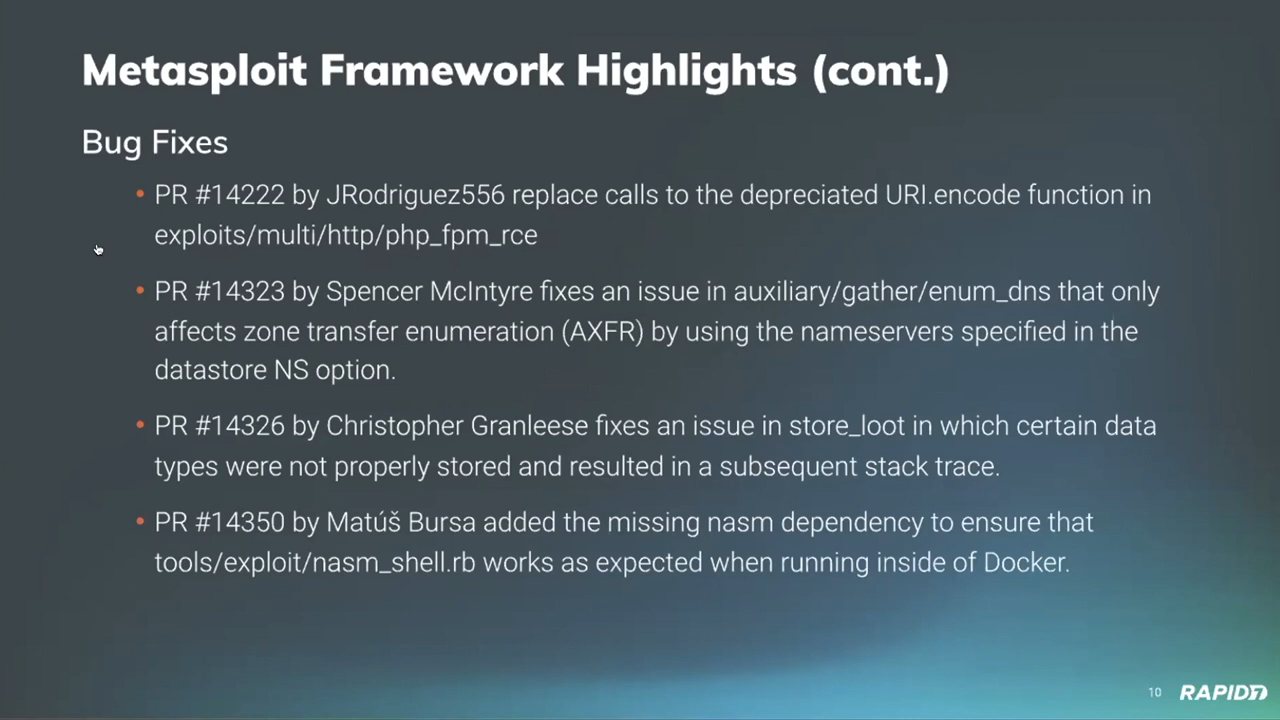 Metasploit Framework Highlights (cont.)
Bug Fixes
• PR #14222 by JRodriguez556 replace calls to the depreciated URI.encode function in
exploits/multi/http/php_fpm_rce
• PR #14323 by Spencer McIntyre fixes an issue in auxiliary/gather/enum_dns that only
affects zone transfer enumeration (AXFR) by using the nameservers specified in the
datastore NS option.
• PR #14326 by Christopher Granleese fixes an issue in store_loot in which certain data
types were not properly stored and resulted in a subsequent stack trace.
• PR #14350 by Matúš Bursa added the missing nasm dependency to ensure that
tools/exploit/nasm_shell.rb works as expected when running inside of Docker.
10 RAPID7